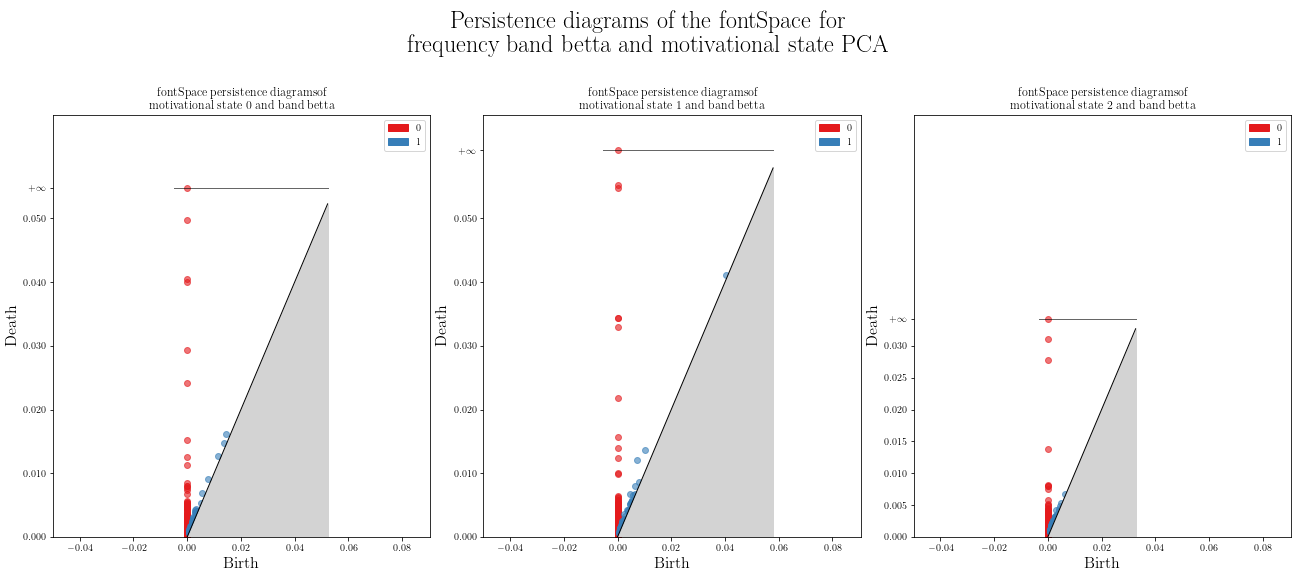 Persistence diagrams of the fontSpace for
frequency band betta and motivational state PCA
fontSpace persistence diagramsof
motivational state 0 and band betta
0
1
+∞
0.050
0.040
0.030
0.020
0.010
0.000
Death
−0.04 −0.02 0.00 0.02 0.04 0.06 0.08
Birth
fontSpace persistence diagramsof
motivational state 1 and band betta
0
1
+∞
0.050
0.040
0.030
0.020
0.010
0.000
Death
−0.04 −0.02 0.00 0.02 0.04 0.06 0.08
Birth
fontSpace persistence diagramsof
motivational state 2 and band betta
0
1
+∞
0.030
0.025
0.020
0.015
0.010
0.005
0.000
Death
−0.04 −0.02 0.00 0.02 0.04 0.06 0.08
Birth